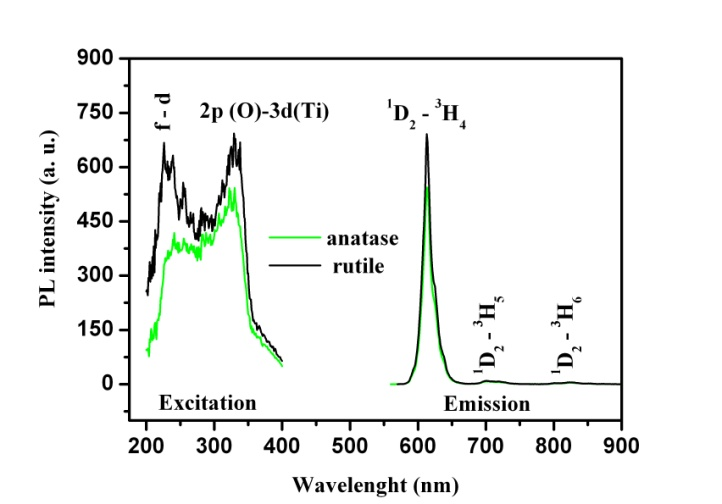 900
750
600
450
300
150
0
PL intensity (a. u.)
f - d
2p (O)-3d(Ti)
¹D₂ - ³H₄
anatase
rutile
¹D₂ - ³H₅
¹D₂ - ³H₆
Excitation
Emission
200 300 400 500 600 700 800 900
Wavelenght (nm)